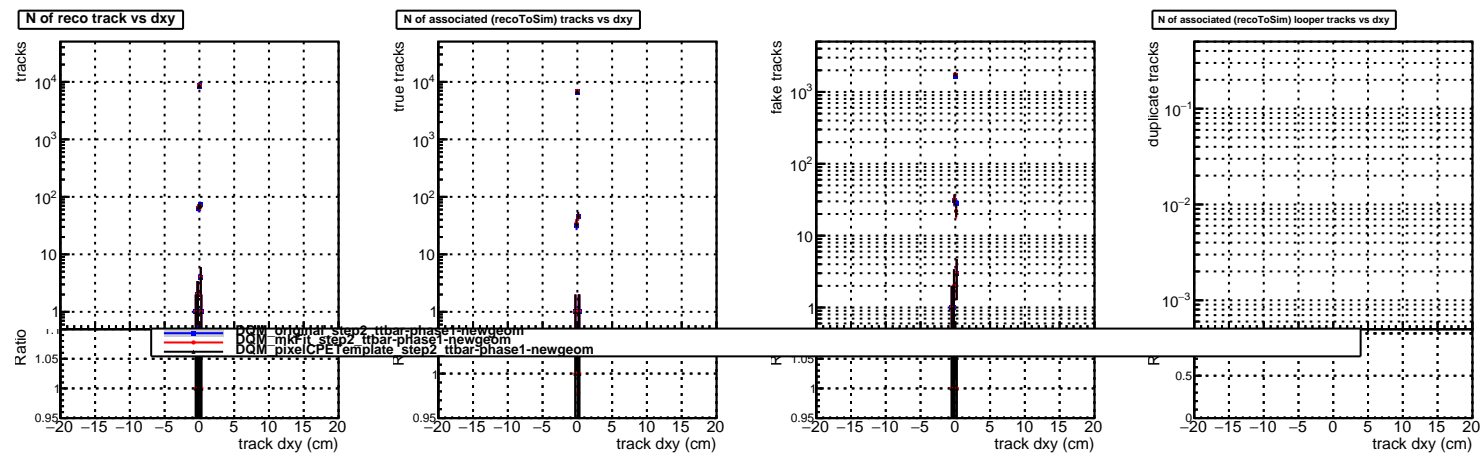 N of reco track vs dxy
N of associated (recoToSim) tracks vs dxy
N of associated (recoToSim) looper tracks vs dxy
tracks
10⁴
10³
10²
10
1
true tracks
10⁴
10³
10²
10
1
fake tracks
10³
10²
10
1
duplicate tracks
10⁻¹
10⁻²
10⁻³
DQM_original_step2_ttbar-phase1-newgeom
DQM_mkFit_step2_ttbar-phase1-newgeom
DQM_pixelCPETemplate_step2_ttbar-phase1-newgeom
Ratio
1.05
1
0.95
−20 −15 −10 −5 0 5 10 15 20
track dxy (cm)
1
0.95
−20 −15 −10 −5 0 5 10 15 20
track dxy (cm)
1.05
1
0.95
−20 −15 −10 −5 0 5 10 15 20
track dxy (cm)
0.5
0
−20 −15 −10 −5 0 5 10 15 20
track dxy (cm)